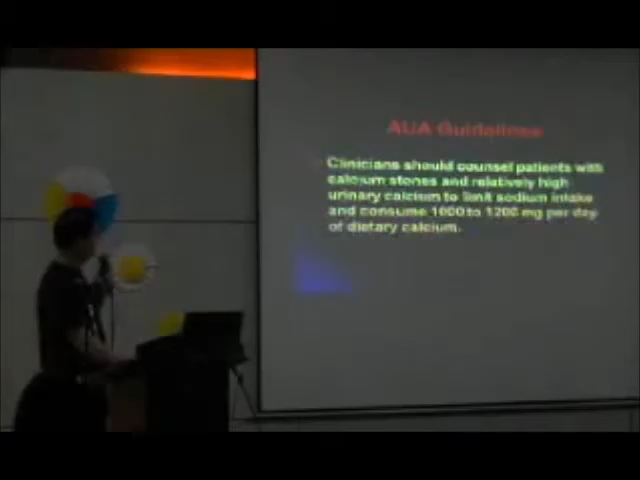 AUA Guidelines
Clinicians should counsel patients with
calcium stones and relatively high
urinary calcium to limit sodium intake
and consume 1000 to 1200 mg per day
of dietary calcium.